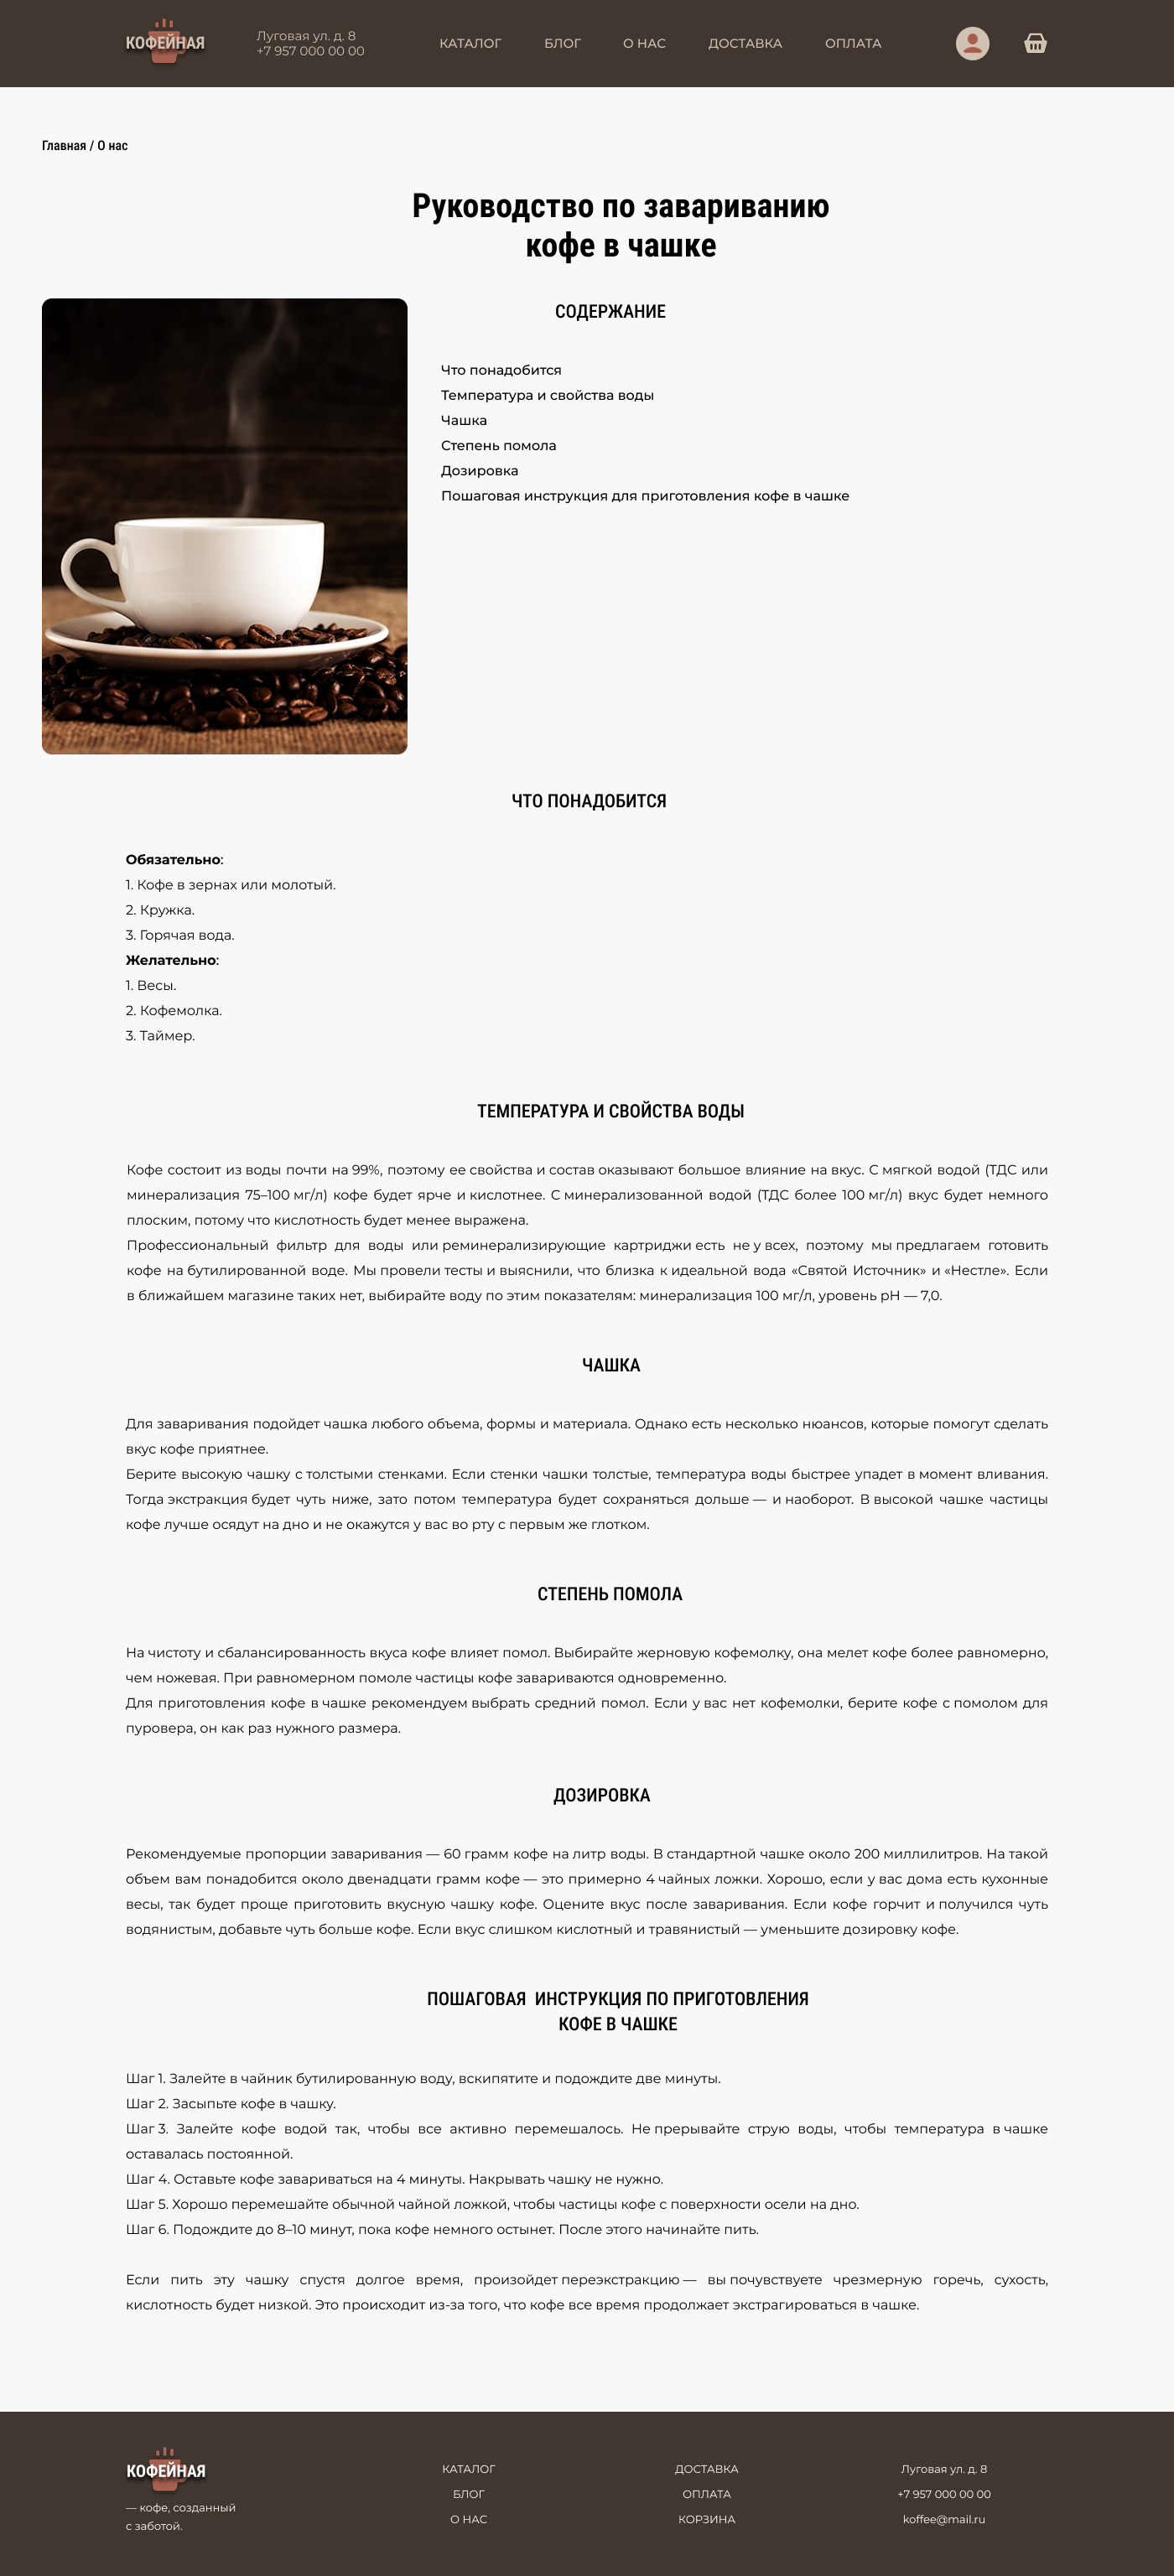 КОФЕЙНАЯ
Луговая ул. д. 8
+7 957 000 00 00
КАТАЛОГ
БЛОГ
О НАС
ДОСТАВКА
ОПЛАТА
Главная / О нас
Руководство по завариванию
кофе в чашке
СОДЕРЖАНИЕ
Что понадобится
Температура и свойства воды
Чашка
Степень помола
Дозировка
Пошаговая инструкция для приготовления кофе в чашке
ЧТО ПОНАДОБИТСЯ
Обязательно:
1. Кофе в зернах или молотый.
2. Кружка.
3. Горячая вода.
Желательно:
1. Весы.
2. Кофемолка.
3. Таймер.
ТЕМПЕРАТУРА И СВОЙСТВА ВОДЫ
Кофе состоит из воды почти на 99%, поэтому ее свойства и состав оказывают большое влияние на вкус. С мягкой водой (ТДС или
минерализация 75–100 мг/л) кофе будет ярче и кислотнее. С минерализованной водой (ТДС более 100 мг/л) вкус будет немного
плоским, потому что кислотность будет менее выражена.
Профессиональный фильтр для воды или реминерализирующие картриджи есть не у всех, поэтому мы предлагаем готовить
кофе на бутилированной воде. Мы провели тесты и выяснили, что близка к идеальной вода «Святой Источник» и «Нестле». Если
в ближайшем магазине таких нет, выбирайте воду по этим показателям: минерализация 100 мг/л, уровень pH — 7,0.
ЧАШКА
Для заваривания подойдет чашка любого объема, формы и материала. Однако есть несколько нюансов, которые помогут сделать
вкус кофе приятнее.
Берите высокую чашку с толстыми стенками. Если стенки чашки толстые, температура воды быстрее упадет в момент вливания.
Тогда экстракция будет чуть ниже, зато потом температура будет сохраняться дольше — и наоборот. В высокой чашке частицы
кофе лучше осядут на дно и не окажутся у вас во рту с первым же глотком.
СТЕПЕНЬ ПОМОЛА
На чистоту и сбалансированность вкуса кофе влияет помол. Выбирайте жерновую кофемолку, она мелет кофе более равномерно,
чем ножевая. При равномерном помоле частицы кофе завариваются одновременно.
Для приготовления кофе в чашке рекомендуем выбрать средний помол. Если у вас нет кофемолки, берите кофе с помолом для
пуровера, он как раз нужного размера.
ДОЗИРОВКА
Рекомендуемые пропорции заваривания — 60 грамм кофе на литр воды. В стандартной чашке около 200 миллилитров. На такой
объем вам понадобится около двенадцати грамм кофе — это примерно 4 чайных ложки. Хорошо, если у вас дома есть кухонные
весы, так будет проще приготовить вкусную чашку кофе. Оцените вкус после заваривания. Если кофе горчит и получился чуть
водянистым, добавьте чуть больше кофе. Если вкус слишком кислотный и травянистый — уменьшите дозировку кофе.
ПОШАГОВАЯ ИНСТРУКЦИЯ ПО ПРИГОТОВЛЕНИЯ
КОФЕ В ЧАШКЕ
Шаг 1. Залейте в чайник бутилированную воду, вскипятите и подождите две минуты.
Шаг 2. Засыпьте кофе в чашку.
Шаг 3. Залейте кофе водой так, чтобы все активно перемешалось. Не прерывайте струю воды, чтобы температура в чашке
оставалась постоянной.
Шаг 4. Оставьте кофе завариваться на 4 минуты. Накрывать чашку не нужно.
Шаг 5. Хорошо перемешайте обычной чайной ложкой, чтобы частицы кофе с поверхности осели на дно.
Шаг 6. Подождите до 8–10 минут, пока кофе немного остынет. После этого начинайте пить.
Если пить эту чашку спустя долгое время, произойдет переэкстракцию — вы почувствуете чрезмерную горечь, сухость,
кислотность будет низкой. Это происходит из-за того, что кофе все время продолжает экстрагироваться в чашке.
КОФЕЙНАЯ
— кофе, созданный
с заботой.
КАТАЛОГ
БЛОГ
О НАС
ДОСТАВКА
ОПЛАТА
КОРЗИНА
Луговая ул. д. 8
+7 957 000 00 00
koffee@mail.ru